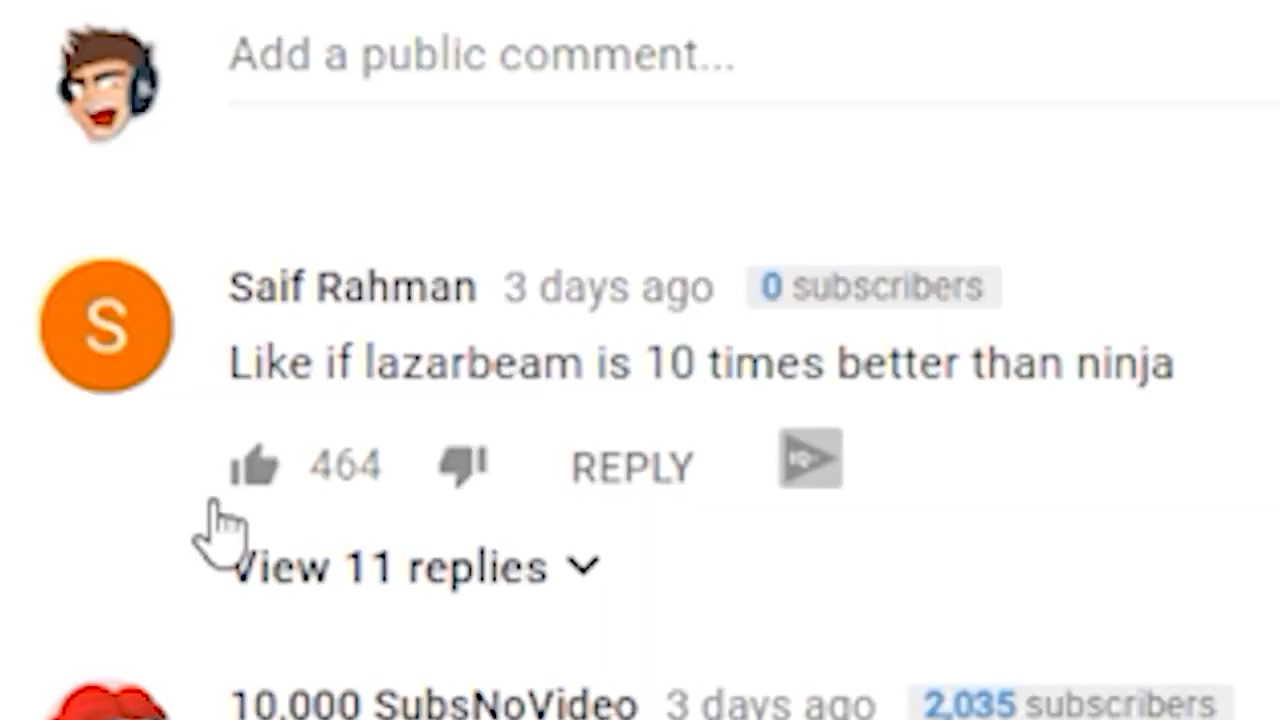 Add a public comment...
Saif Rahman 3 days ago 0 subscribers
S
Like if lazarbeam is 10 times better than ninja
464 REPLY
View 11 replies
10,000 SubsNoVideo 3 days ago 2,035 subscribers